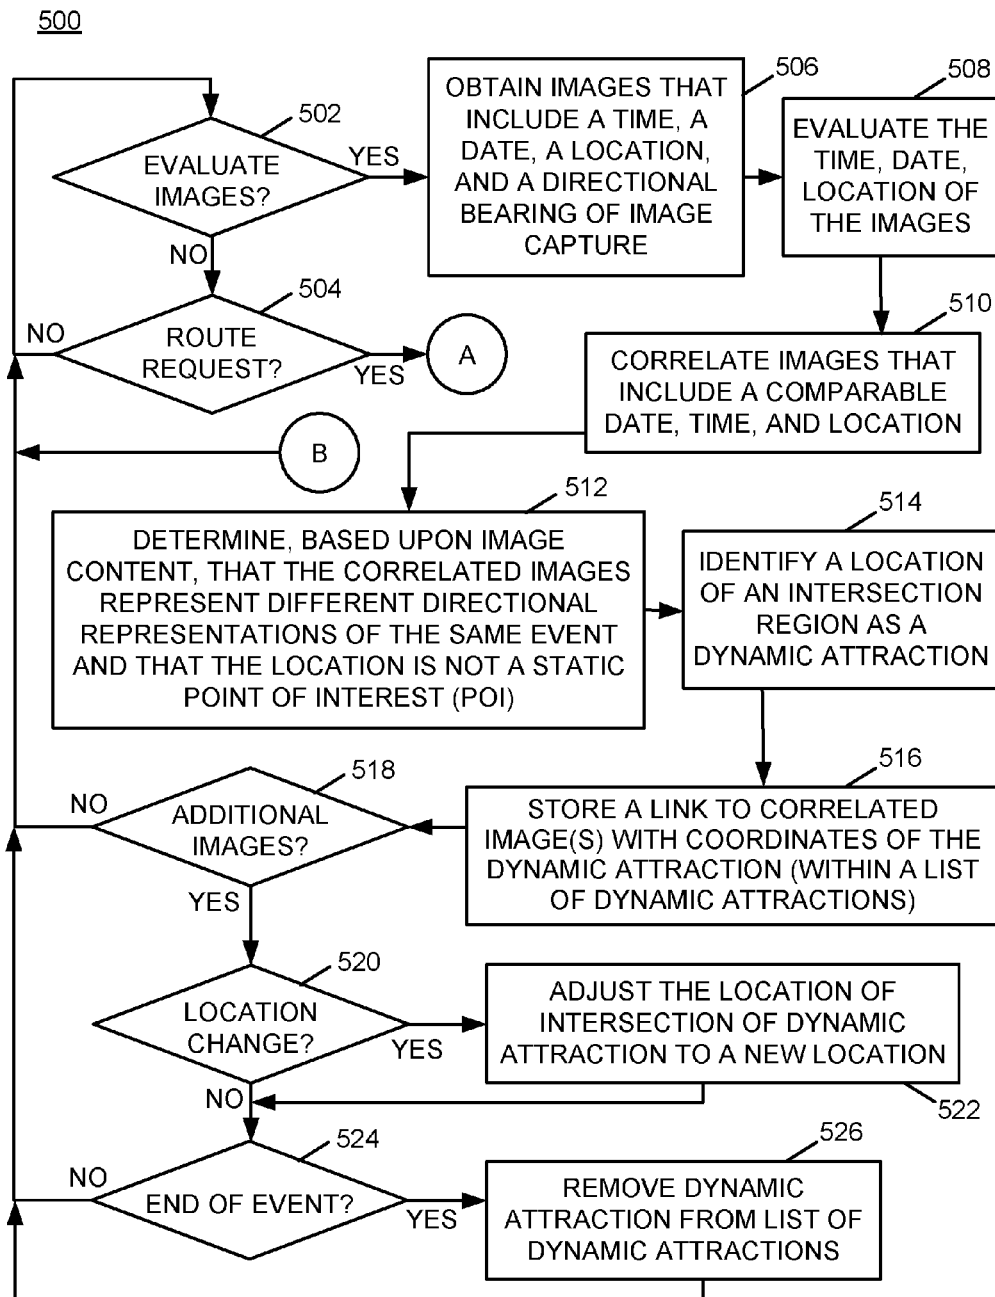 500
502
EVALUATE
IMAGES?
YES
NO
506
OBTAIN IMAGES THAT
INCLUDE A TIME, A
DATE, A LOCATION,
AND A DIRECTIONAL
BEARING OF IMAGE
CAPTURE
508
EVALUATE THE
TIME, DATE,
LOCATION OF
THE IMAGES
504
ROUTE
REQUEST?
NO
YES
A
510
CORRELATE IMAGES THAT
INCLUDE A COMPARABLE
DATE, TIME, AND LOCATION
B
512
DETERMINE, BASED UPON IMAGE
CONTENT, THAT THE CORRELATED IMAGES
REPRESENT DIFFERENT DIRECTIONAL
REPRESENTATIONS OF THE SAME EVENT
AND THAT THE LOCATION IS NOT A STATIC
POINT OF INTEREST (POI)
514
IDENTIFY A LOCATION
OF AN INTERSECTION
REGION AS A
DYNAMIC ATTRACTION
516
STORE A LINK TO CORRELATED
IMAGE(S) WITH COORDINATES OF THE
DYNAMIC ATTRACTION (WITHIN A LIST
OF DYNAMIC ATTRACTIONS)
518
ADDITIONAL
IMAGES?
NO
YES
520
LOCATION
CHANGE?
YES
NO
ADJUST THE LOCATION OF
INTERSECTION OF DYNAMIC
ATTRACTION TO A NEW LOCATION
522
524
END OF EVENT?
NO
YES
526
REMOVE DYNAMIC
ATTRACTION FROM LIST OF
DYNAMIC ATTRACTIONS